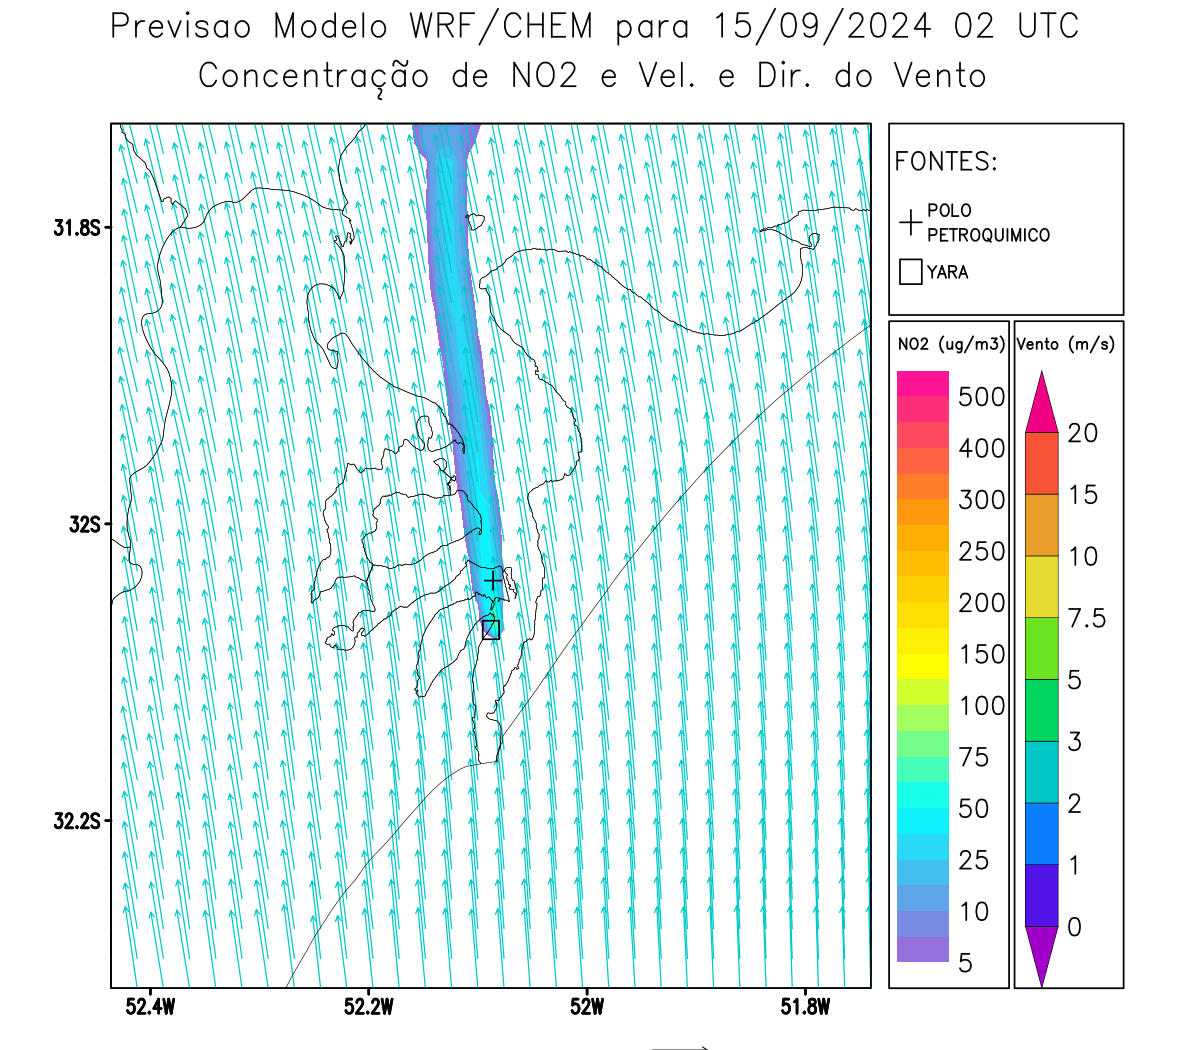 Previsao Modelo WRF/CHEM para 15/09/2024 02 UTC
Concentração de NO2 e Vel. e Dir. do Vento
FONTES:
POLO
PETROQUIMICO
YARA
31.8S
32S
32.2S
52.4W
52.2W
52W
51.8W
NO2 (ug/m3)
500
400
300
250
200
150
100
75
50
25
10
5
Vento (m/s)
20
15
10
7.5
5
3
2
1
0